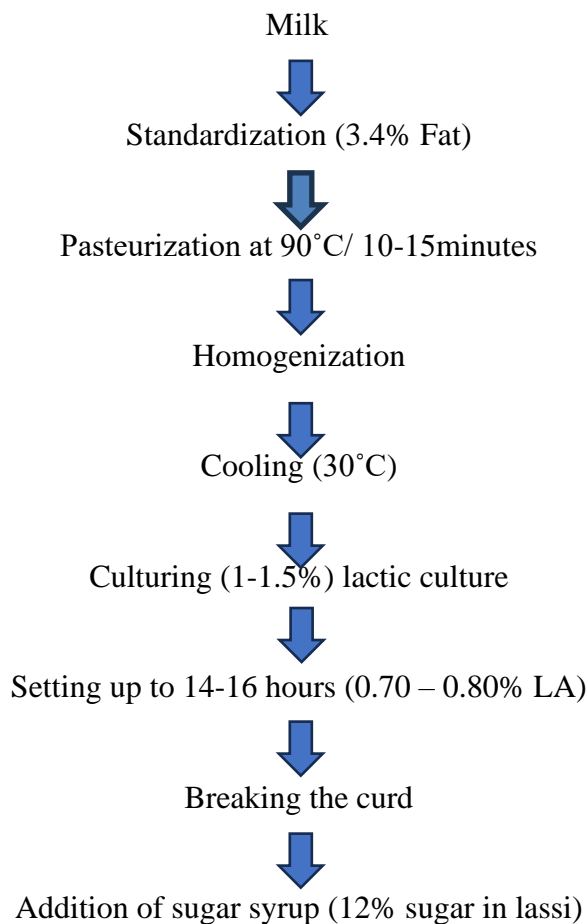 Milk
Standardization (3.4% Fat)
Pasteurization at 90˚C/ 10-15minutes
Homogenization
Cooling (30˚C)
Culturing (1-1.5%) lactic culture
Setting up to 14-16 hours (0.70 – 0.80% LA)
Breaking the curd
Addition of sugar syrup (12% sugar in lassi)